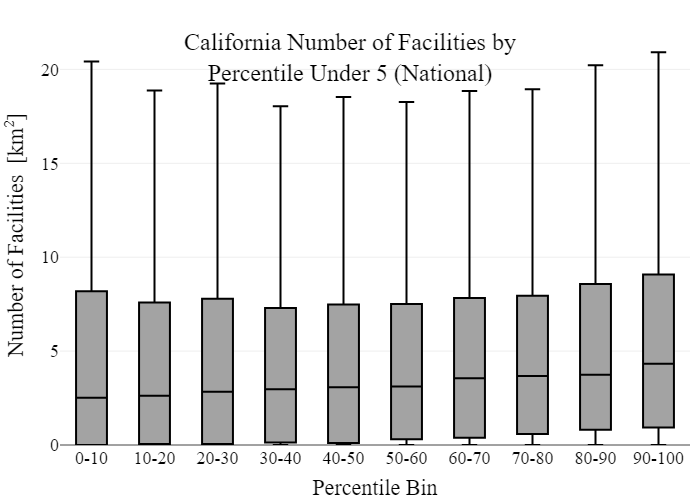 California Number of Facilities by
Percentile Under 5 (National)
Number of Facilities [km²]
20
15
10
5
0
0-10 10-20 20-30 30-40 40-50 50-60 60-70 70-80 80-90 90-100
Percentile Bin